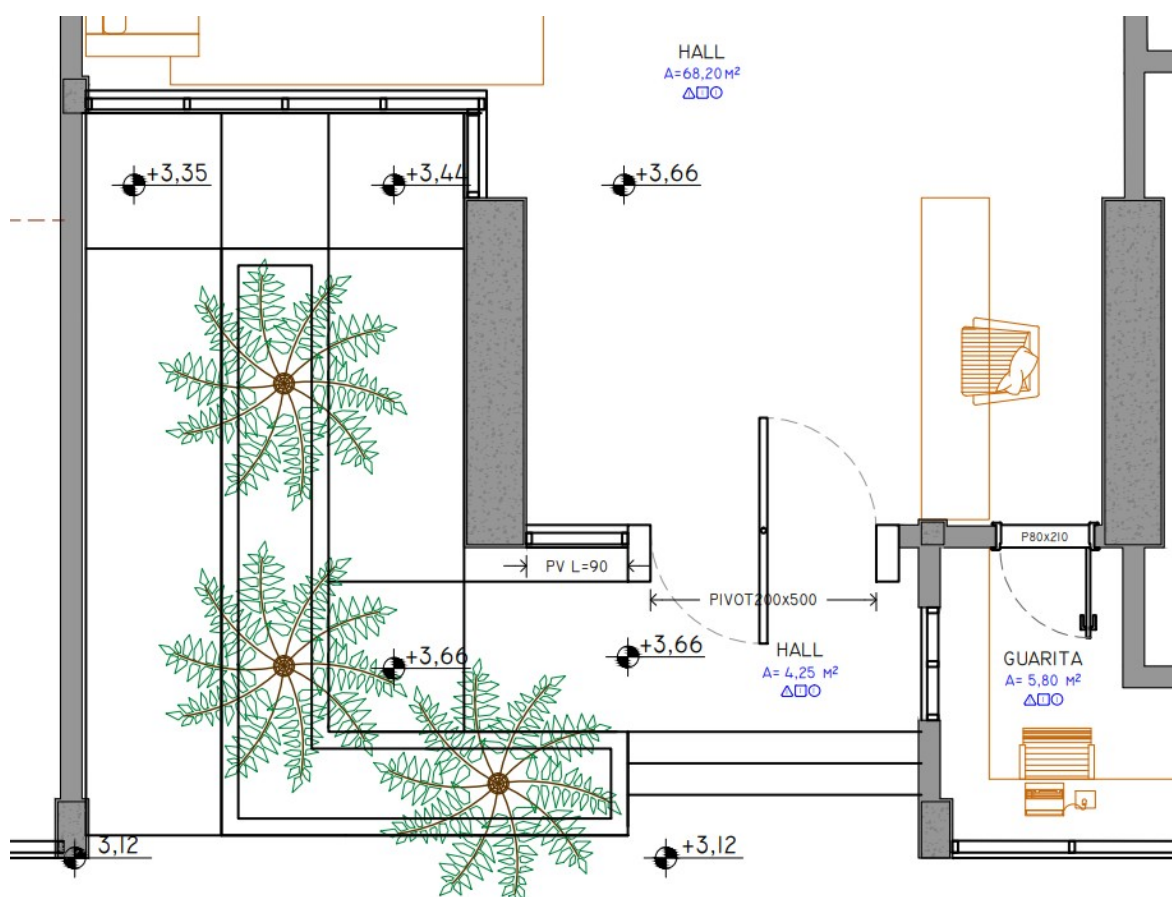 HALL
A=68,20 M²
+3,35
+3,44
+3,66
P80x210
PV L=90
PIVOT200x500
+3,66
+3,66
HALL
A= 4,25 M²
GUARITA
A= 5,80 M²
3,12
+3,12